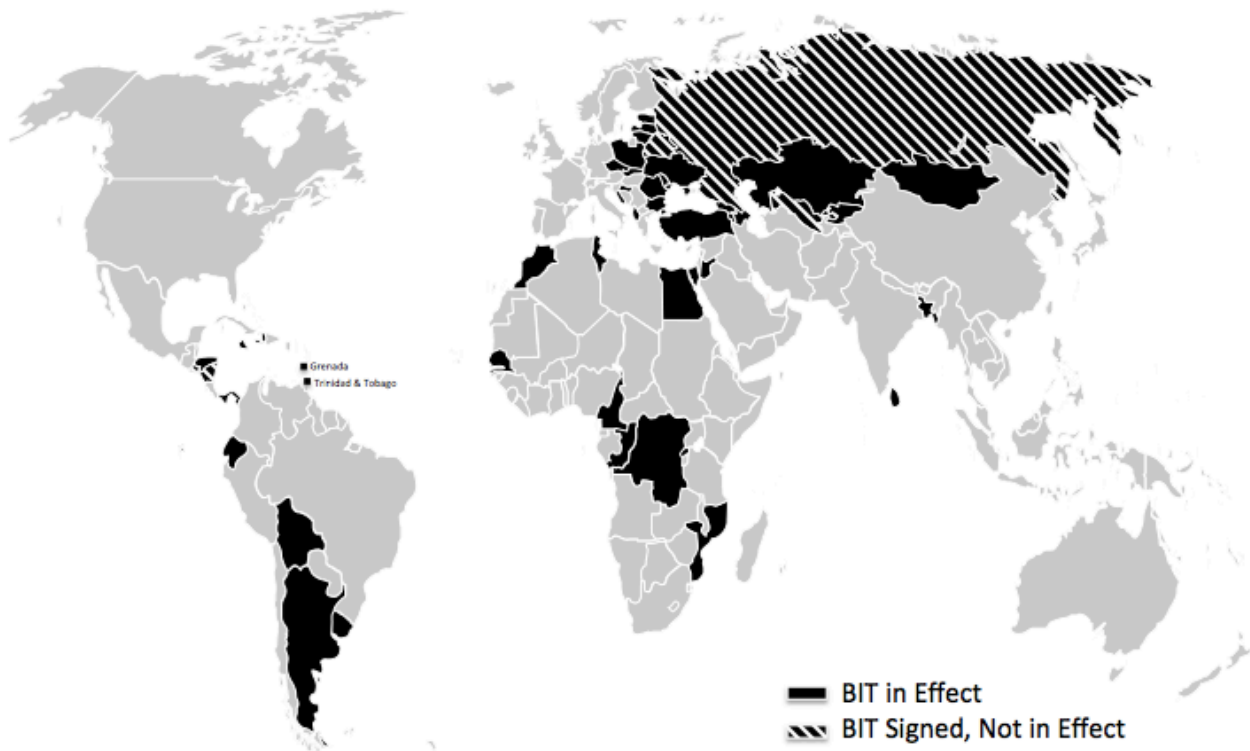 Grenada
Trinidad & Tobago
BIT in Effect
BIT Signed, Not in Effect